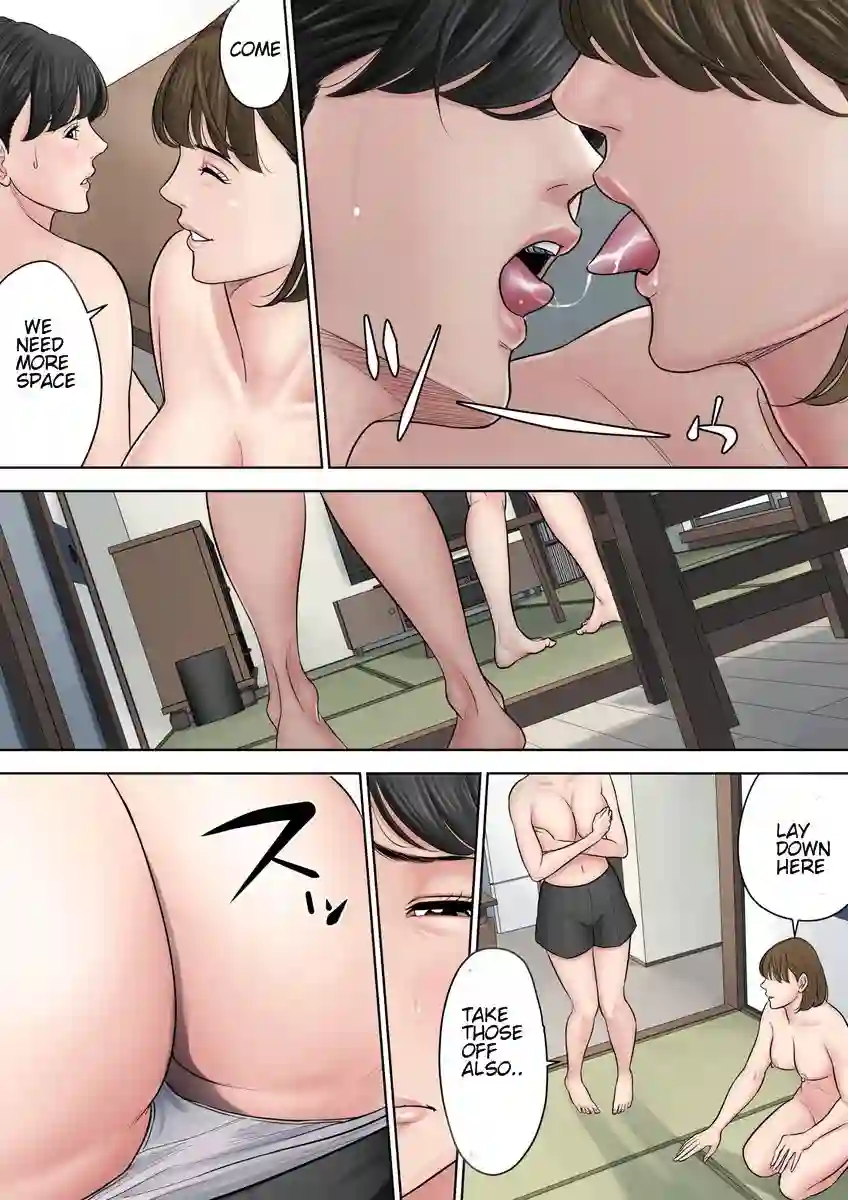 COME
WE
NEED
MORE
SPACE
スッ
TAKE
THOSE
OFF
ALSO..
LAY
DOWN
HERE